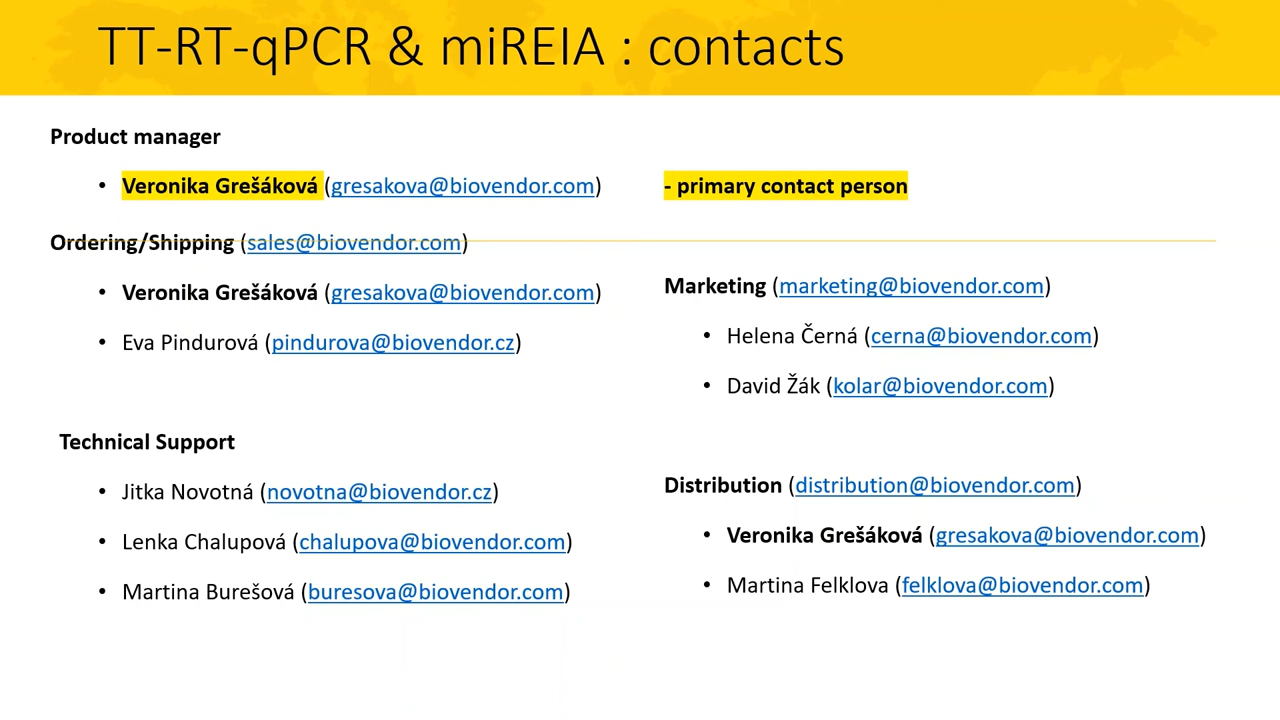 TT-RT-qPCR & miREIA : contacts
Product manager
• Veronika Grešáková (gresakova@biovendor.com) - primary contact person
Ordering/Shipping (sales@biovendor.com)
• Veronika Grešáková (gresakova@biovendor.com)
• Eva Pindurová (pindurova@biovendor.cz)
Technical Support
• Jitka Novotná (novotna@biovendor.cz)
• Lenka Chalupová (chalupova@biovendor.com)
• Martina Burešová (buresova@biovendor.com)
Marketing (marketing@biovendor.com)
• Helena Černá (cerna@biovendor.com)
• David Žák (kolar@biovendor.com)
Distribution (distribution@biovendor.com)
• Veronika Grešáková (gresakova@biovendor.com)
• Martina Felklova (felklova@biovendor.com)